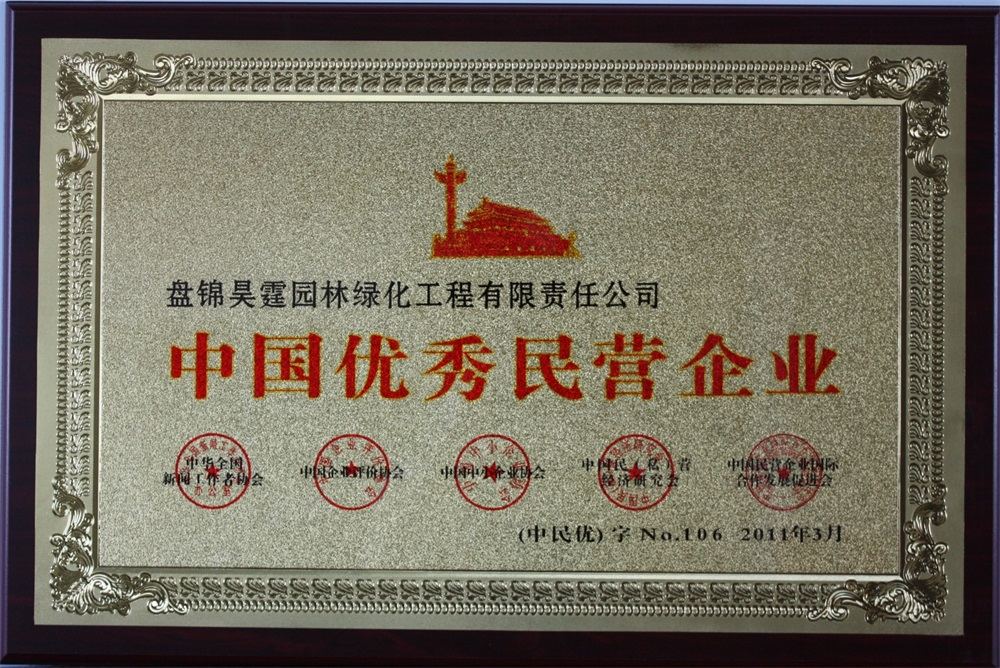 盘锦昊霆园林绿化工程有限责任公司
中国优秀民营企业
中华全国
新闻工作者协会
中国企业评价协会
中国中小企业协会
中国民(私)营
经济研究会
中国民营企业国际
合作发展促进会
(中民优)字 No.106 2011年3月